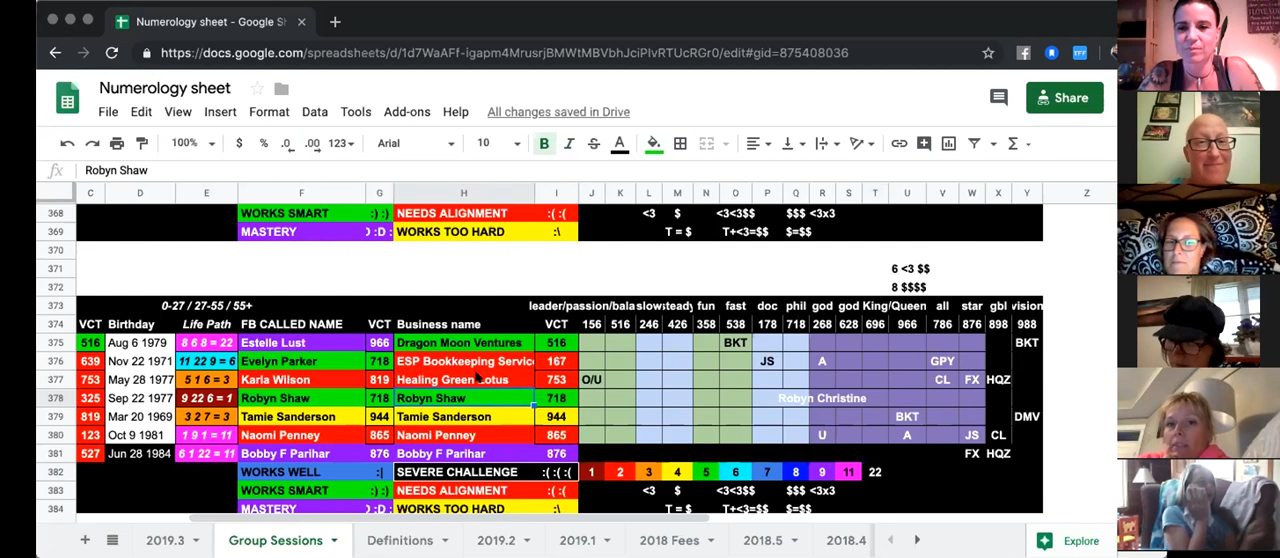 Numerology sheet - Google Sh
https://docs.google.com/spreadsheets/d/1d7WaAFf-igapm4MrusrjBMWtMBVbhJciPlvRTUcRGr0/edit#gid=875408036
Numerology sheet
File Edit View Insert Format Data Tools Add-ons Help All changes saved in Drive
Share
100% $ % .0 .00 123 Arial 10 B I S A
fx Robyn Shaw
C D E F G H I J K L M N O P Q R S T U V W X Y Z
368 WORKS SMART :) :) NEEDS ALIGNMENT :( :( <3 $ <3<3$$ $$$ <3x3
369 MASTERY ) :D : WORKS TOO HARD :\ T = $ T+<3=$$ $=$$
370
371 6 <3 $$
372 8 $$$$
373 0-27 / 27-55 / 55+ leader/passion/bala slow steady fun fast doc phil god god King/Queen all star gbl vision
374 VCT Birthday Life Path FB CALLED NAME VCT Business name VCT 156 516 246 426 358 538 178 718 268 628 696 966 786 876 898 988
375 516 Aug 6 1979 8 6 8 = 22 Estelle Lust 966 Dragon Moon Ventures 516 BKT BKT
376 639 Nov 22 1971 11 22 9 = 6 Evelyn Parker 718 ESP Bookkeeping Servic 167 JS A GPY
377 753 May 28 1977 5 1 6 = 3 Karla Wilson 819 Healing Green Lotus 753 O/U CL FX HQZ
378 325 Sep 22 1977 9 22 6 = 1 Robyn Shaw 718 Robyn Shaw 718 Robyn Christine
379 819 Mar 20 1969 3 2 7 = 3 Tamie Sanderson 944 Tamie Sanderson 944 BKT DMV
380 123 Oct 9 1981 1 9 1 = 11 Naomi Penney 865 Naomi Penney 865 U A JS CL
381 527 Jun 28 1984 6 1 22 = 11 Bobby F Parihar 876 Bobby F Parihar 876 FX HQZ
382 WORKS WELL :| SEVERE CHALLENGE :( :( :( 1 2 3 4 5 6 7 8 9 11 22
383 WORKS SMART :) :) NEEDS ALIGNMENT :( :( <3 $ <3<3$$ $$$ <3x3
384 MASTERY ) :D : WORKS TOO HARD :\ T = $ T+<3=$$ $=$$
2019.3 Group Sessions Definitions 2019.2 2019.1 2018 Fees 2018.5 2018.4 Explore